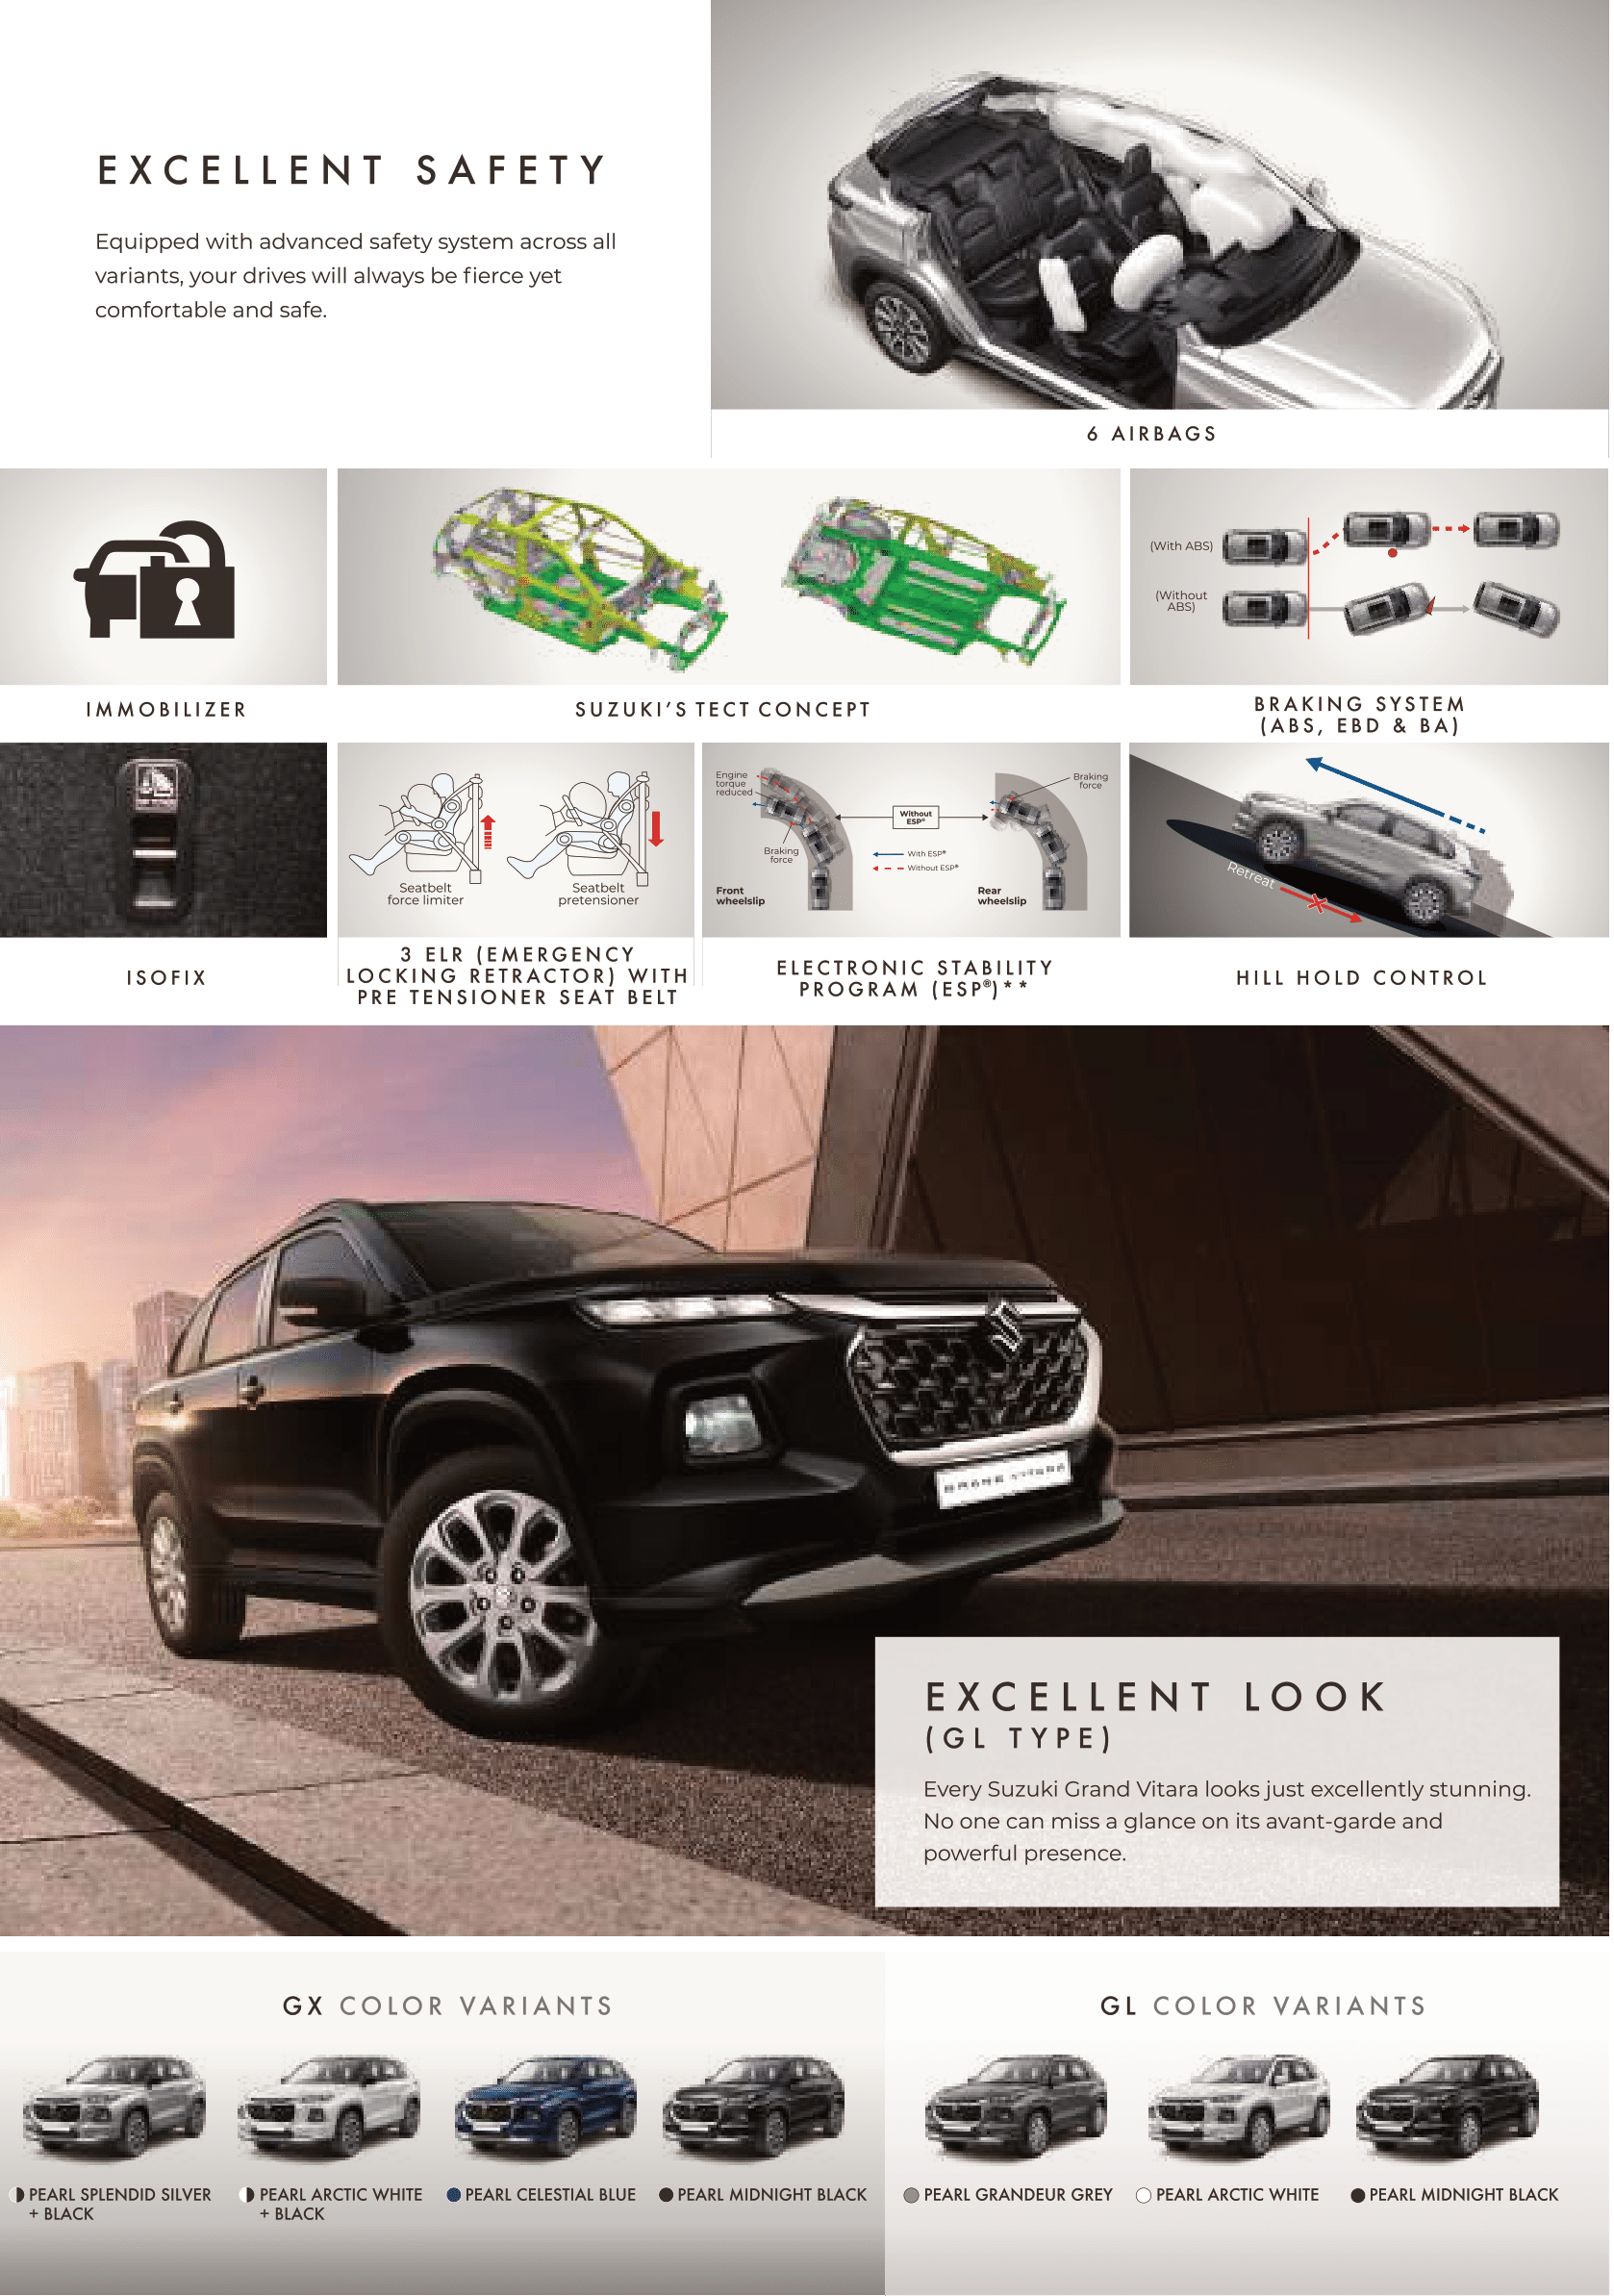 EXCELLENT SAFETY
Equipped with advanced safety system across all
variants, your drives will always be fierce yet
comfortable and safe.
6 AIRBAGS
(With ABS)
(Without
ABS)
IMMOBILIZER
SUZUKI'S TECT CONCEPT
BRAKING SYSTEM
(ABS, EBD & BA)
Seatbelt
force limiter
Seatbelt
pretensioner
Engine
torque
reduced
Braking
force
Without
ESP®
With ESP®
Without ESP®
Braking
force
Front
wheelslip
Rear
wheelslip
Retreat
ISOFIX
3 ELR (EMERGENCY
LOCKING RETRACTOR) WITH
PRE TENSIONER SEAT BELT
ELECTRONIC STABILITY
PROGRAM (ESP®)**
HILL HOLD CONTROL
GRAND VITARA
EXCELLENT LOOK
(GL TYPE)
Every Suzuki Grand Vitara looks just excellently stunning.
No one can miss a glance on its avant-garde and
powerful presence.
GX COLOR VARIANTS
PEARL SPLENDID SILVER
+ BLACK
PEARL ARCTIC WHITE
+ BLACK
PEARL CELESTIAL BLUE
PEARL MIDNIGHT BLACK
GL COLOR VARIANTS
PEARL GRANDEUR GREY
PEARL ARCTIC WHITE
PEARL MIDNIGHT BLACK